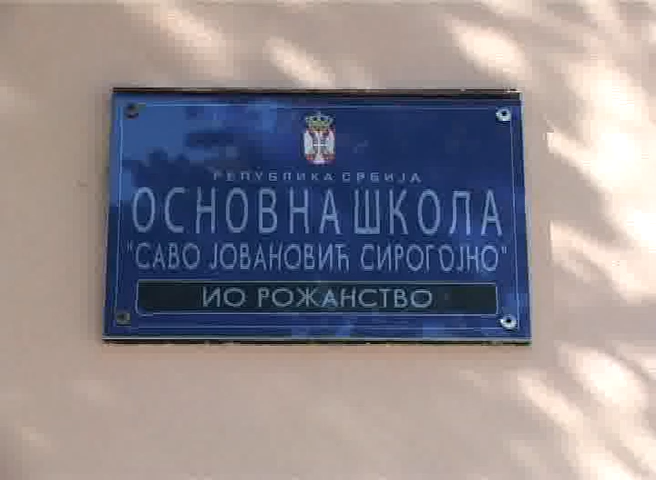 РЕПУБЛИКА СРБИЈА
ОСНОВНА ШКОЛА
"САВО ЈОВАНОВИЋ СИРОГОЈНО"
ИО РОЖАНСТВО